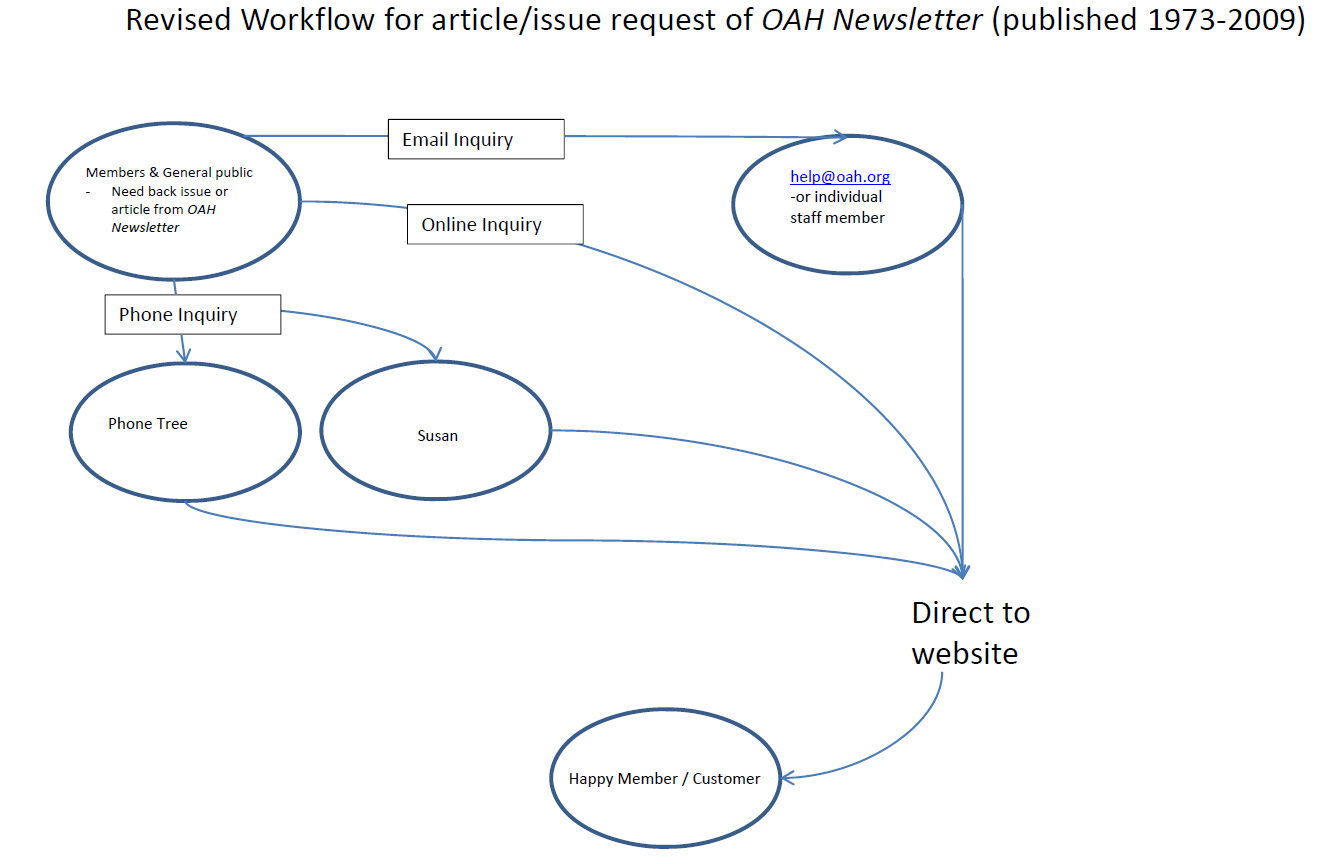 Revised Workflow for article/issue request of OAH Newsletter (published 1973-2009)
Email Inquiry
Members & General public
- Need back issue or
article from OAH
Newsletter
help@oah.org
-or individual
staff member
Online Inquiry
Phone Inquiry
Phone Tree
Susan
Direct to
website
Happy Member / Customer